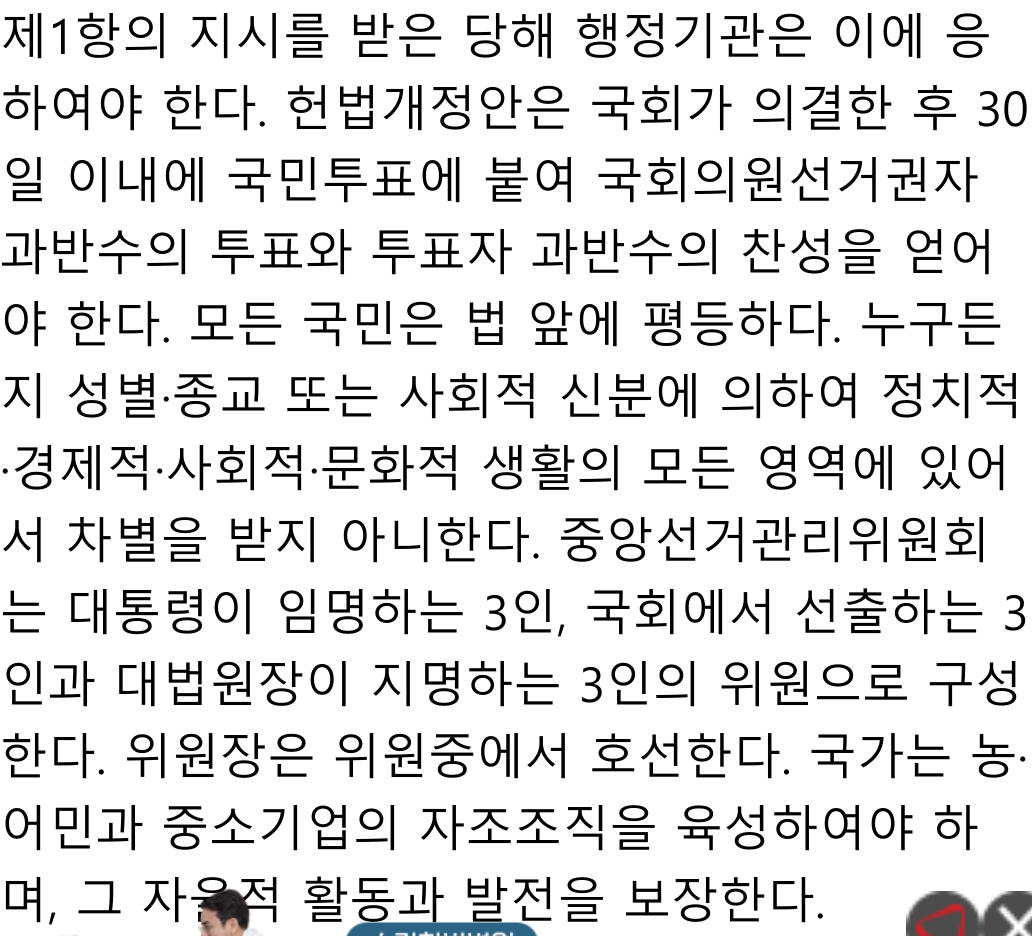 제1항의 지시를 받은 당해 행정기관은 이에 응
하여야 한다. 헌법개정안은 국회가 의결한 후 30
일 이내에 국민투표에 붙여 국회의원선거권자
과반수의 투표와 투표자 과반수의 찬성을 얻어
야 한다. 모든 국민은 법 앞에 평등하다. 누구든
지 성별·종교 또는 사회적 신분에 의하여 정치적
·경제적·사회적·문화적 생활의 모든 영역에 있어
서 차별을 받지 아니한다. 중앙선거관리위원회
는 대통령이 임명하는 3인, 국회에서 선출하는 3
인과 대법원장이 지명하는 3인의 위원으로 구성
한다. 위원장은 위원중에서 호선한다. 국가는 농·
어민과 중소기업의 자조조직을 육성하여야 하
며, 그 자율적 활동과 발전을 보장한다.